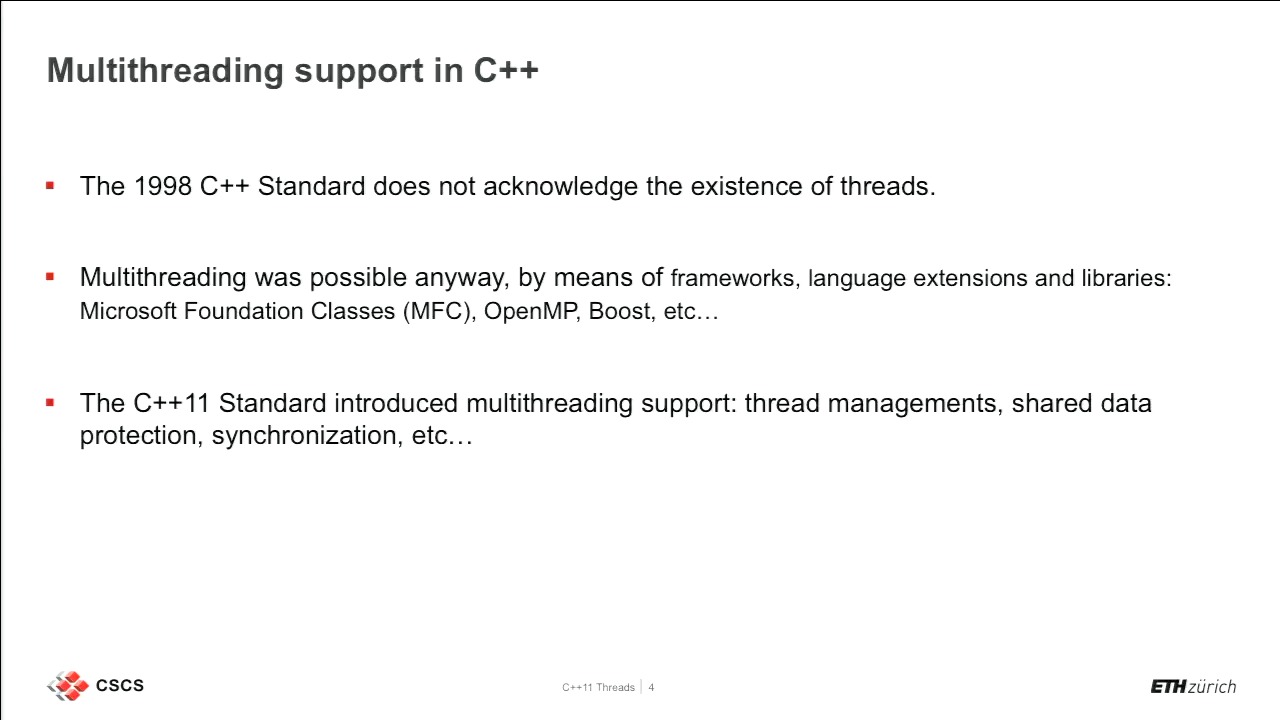 Multithreading support in C++
▪ The 1998 C++ Standard does not acknowledge the existence of threads.
▪ Multithreading was possible anyway, by means of frameworks, language extensions and libraries:
Microsoft Foundation Classes (MFC), OpenMP, Boost, etc…
▪ The C++11 Standard introduced multithreading support: thread managements, shared data
protection, synchronization, etc…
CSCS
C++11 Threads | 4
ETH zürich